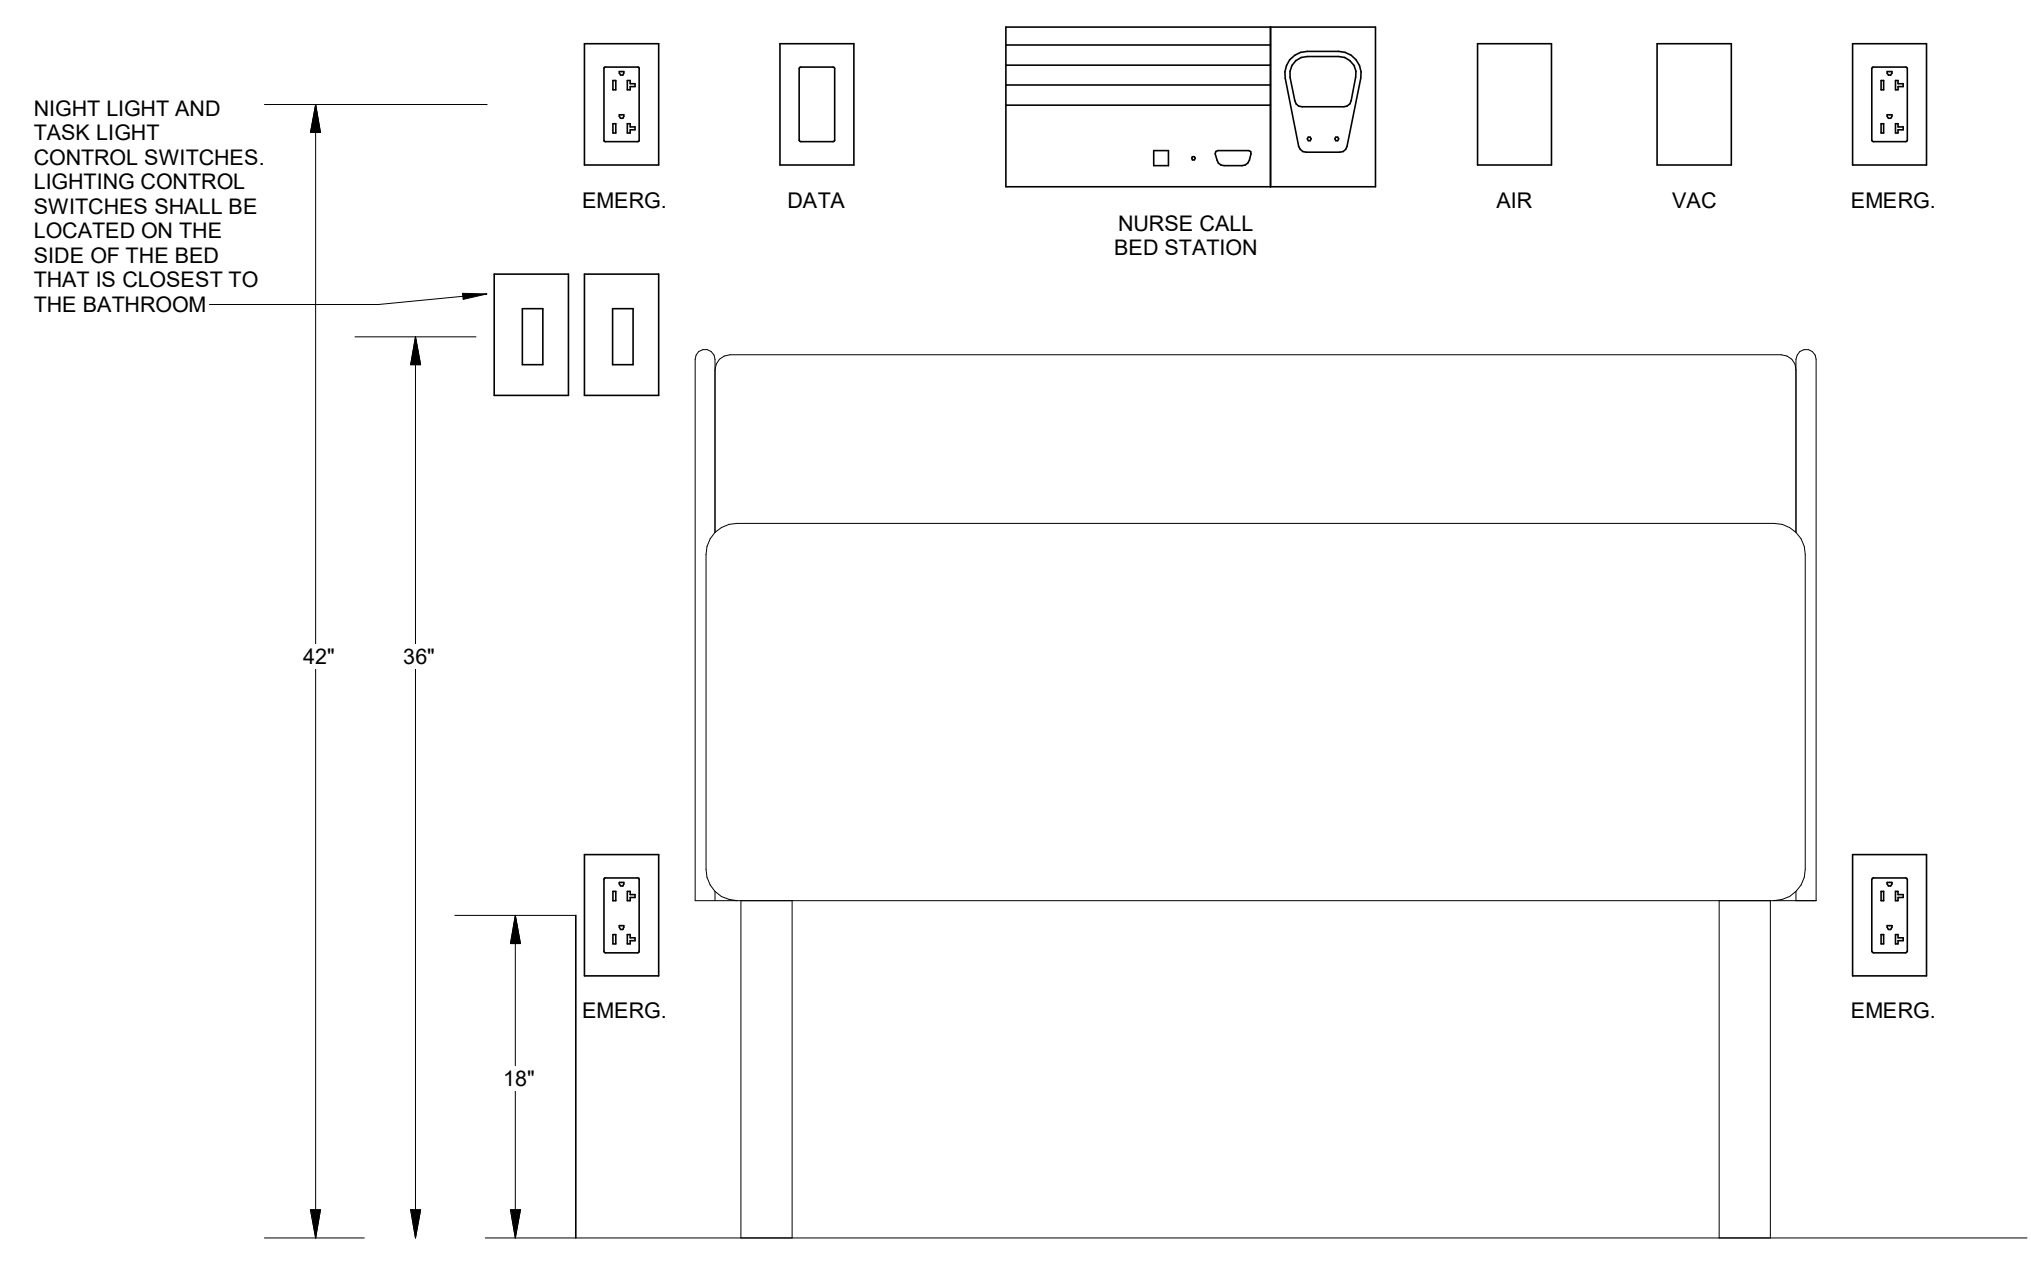 NIGHT LIGHT AND
TASK LIGHT
CONTROL SWITCHES.
LIGHTING CONTROL
SWITCHES SHALL BE
LOCATED ON THE
SIDE OF THE BED
THAT IS CLOSEST TO
THE BATHROOM
EMERG.
DATA
NURSE CALL
BED STATION
AIR
VAC
EMERG.
42"
36"
EMERG.
EMERG.
18"